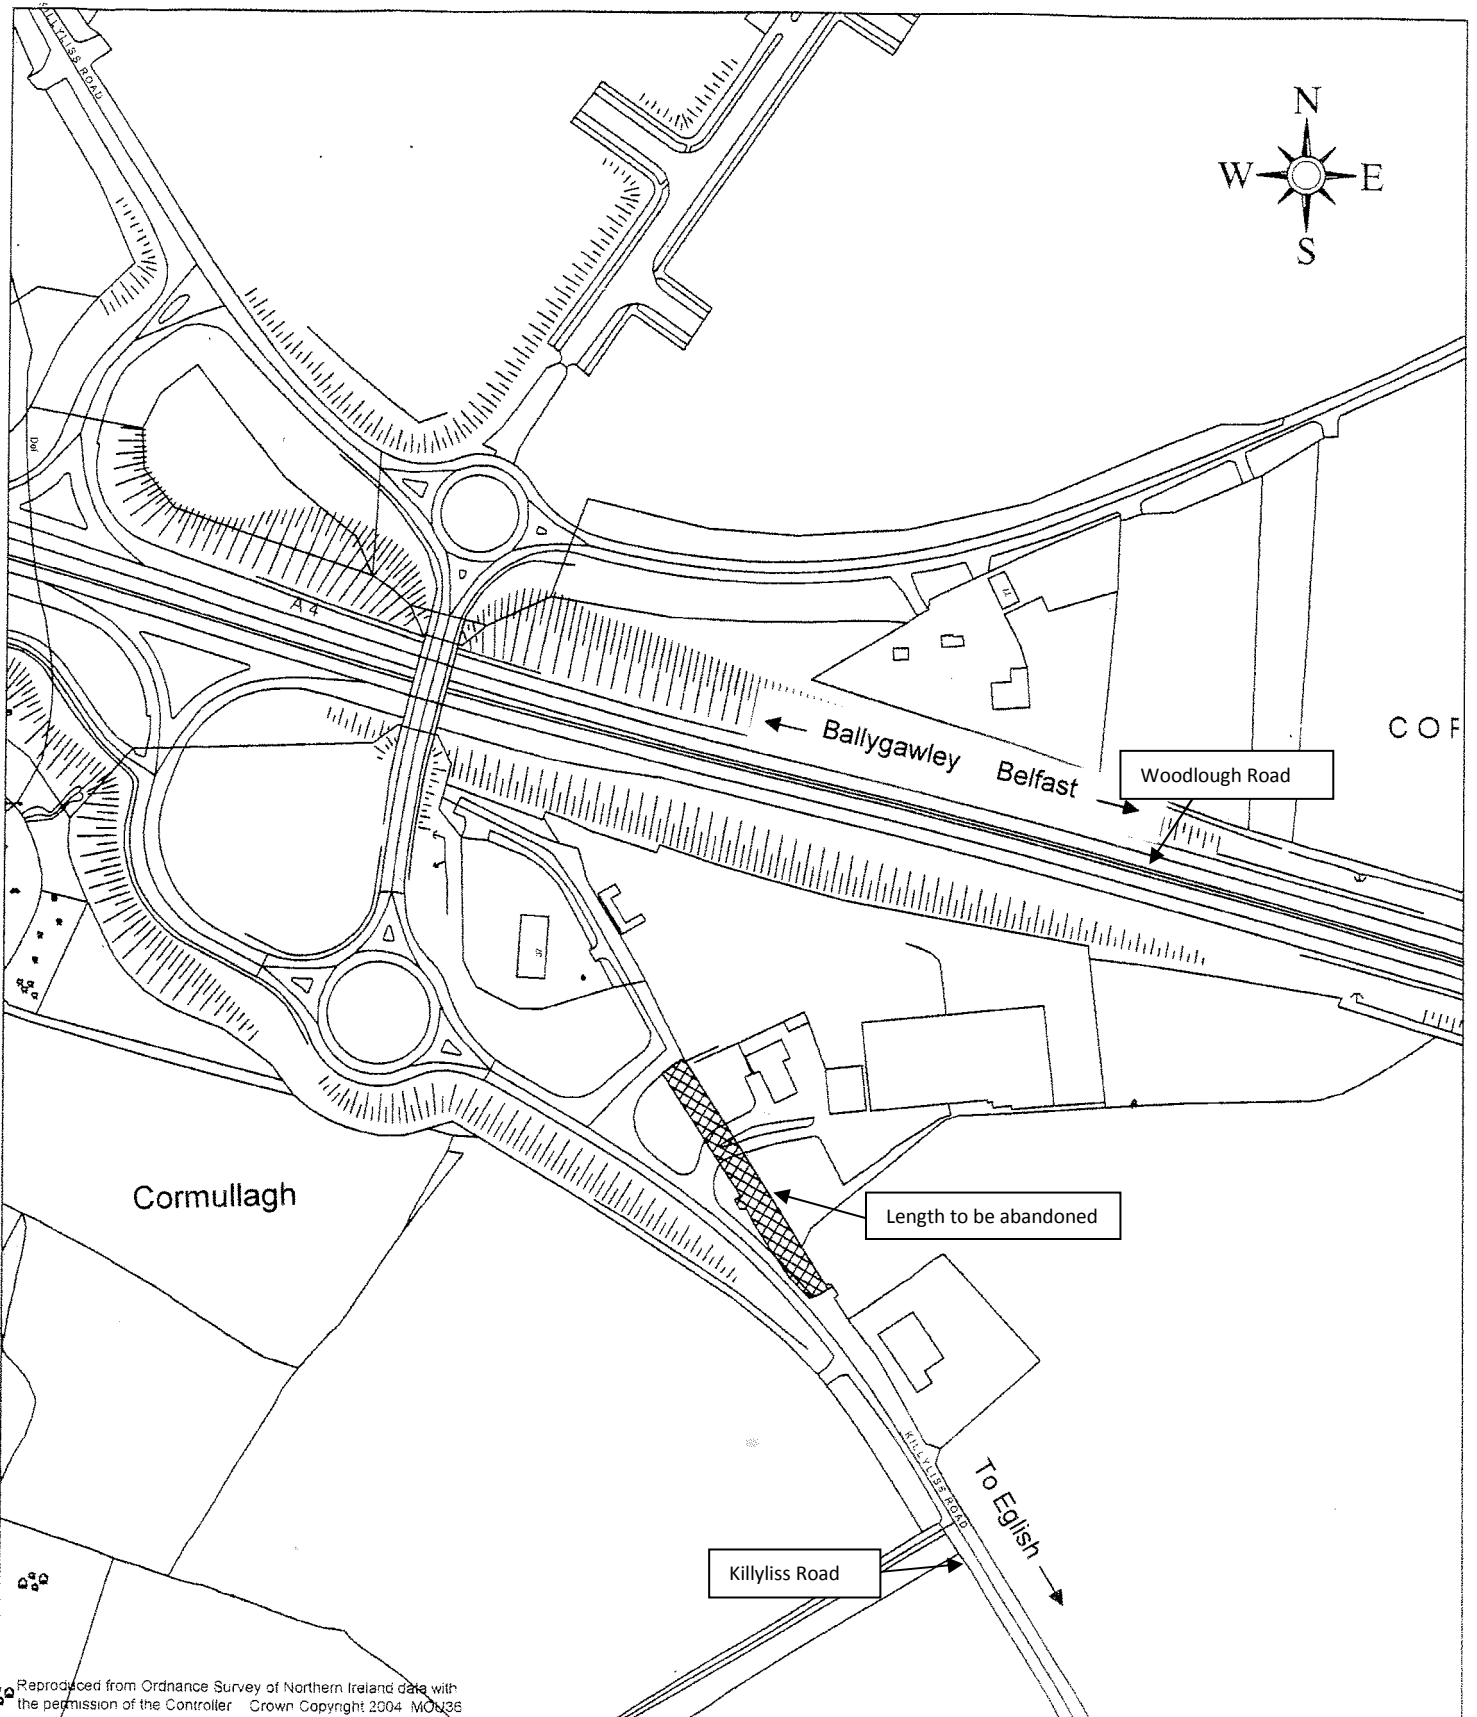 KILLYLISS ROAD
N
W E
S
A4
Ballygawley
Belfast
COF
Woodlough Road
Cormullagh
Length to be abandoned
KILLYLISS ROAD
To Eglish
Killyliss Road
Reproduced from Ordnance Survey of Northern Ireland data with
the permission of the Controller Crown Copyright 2004 MOU36